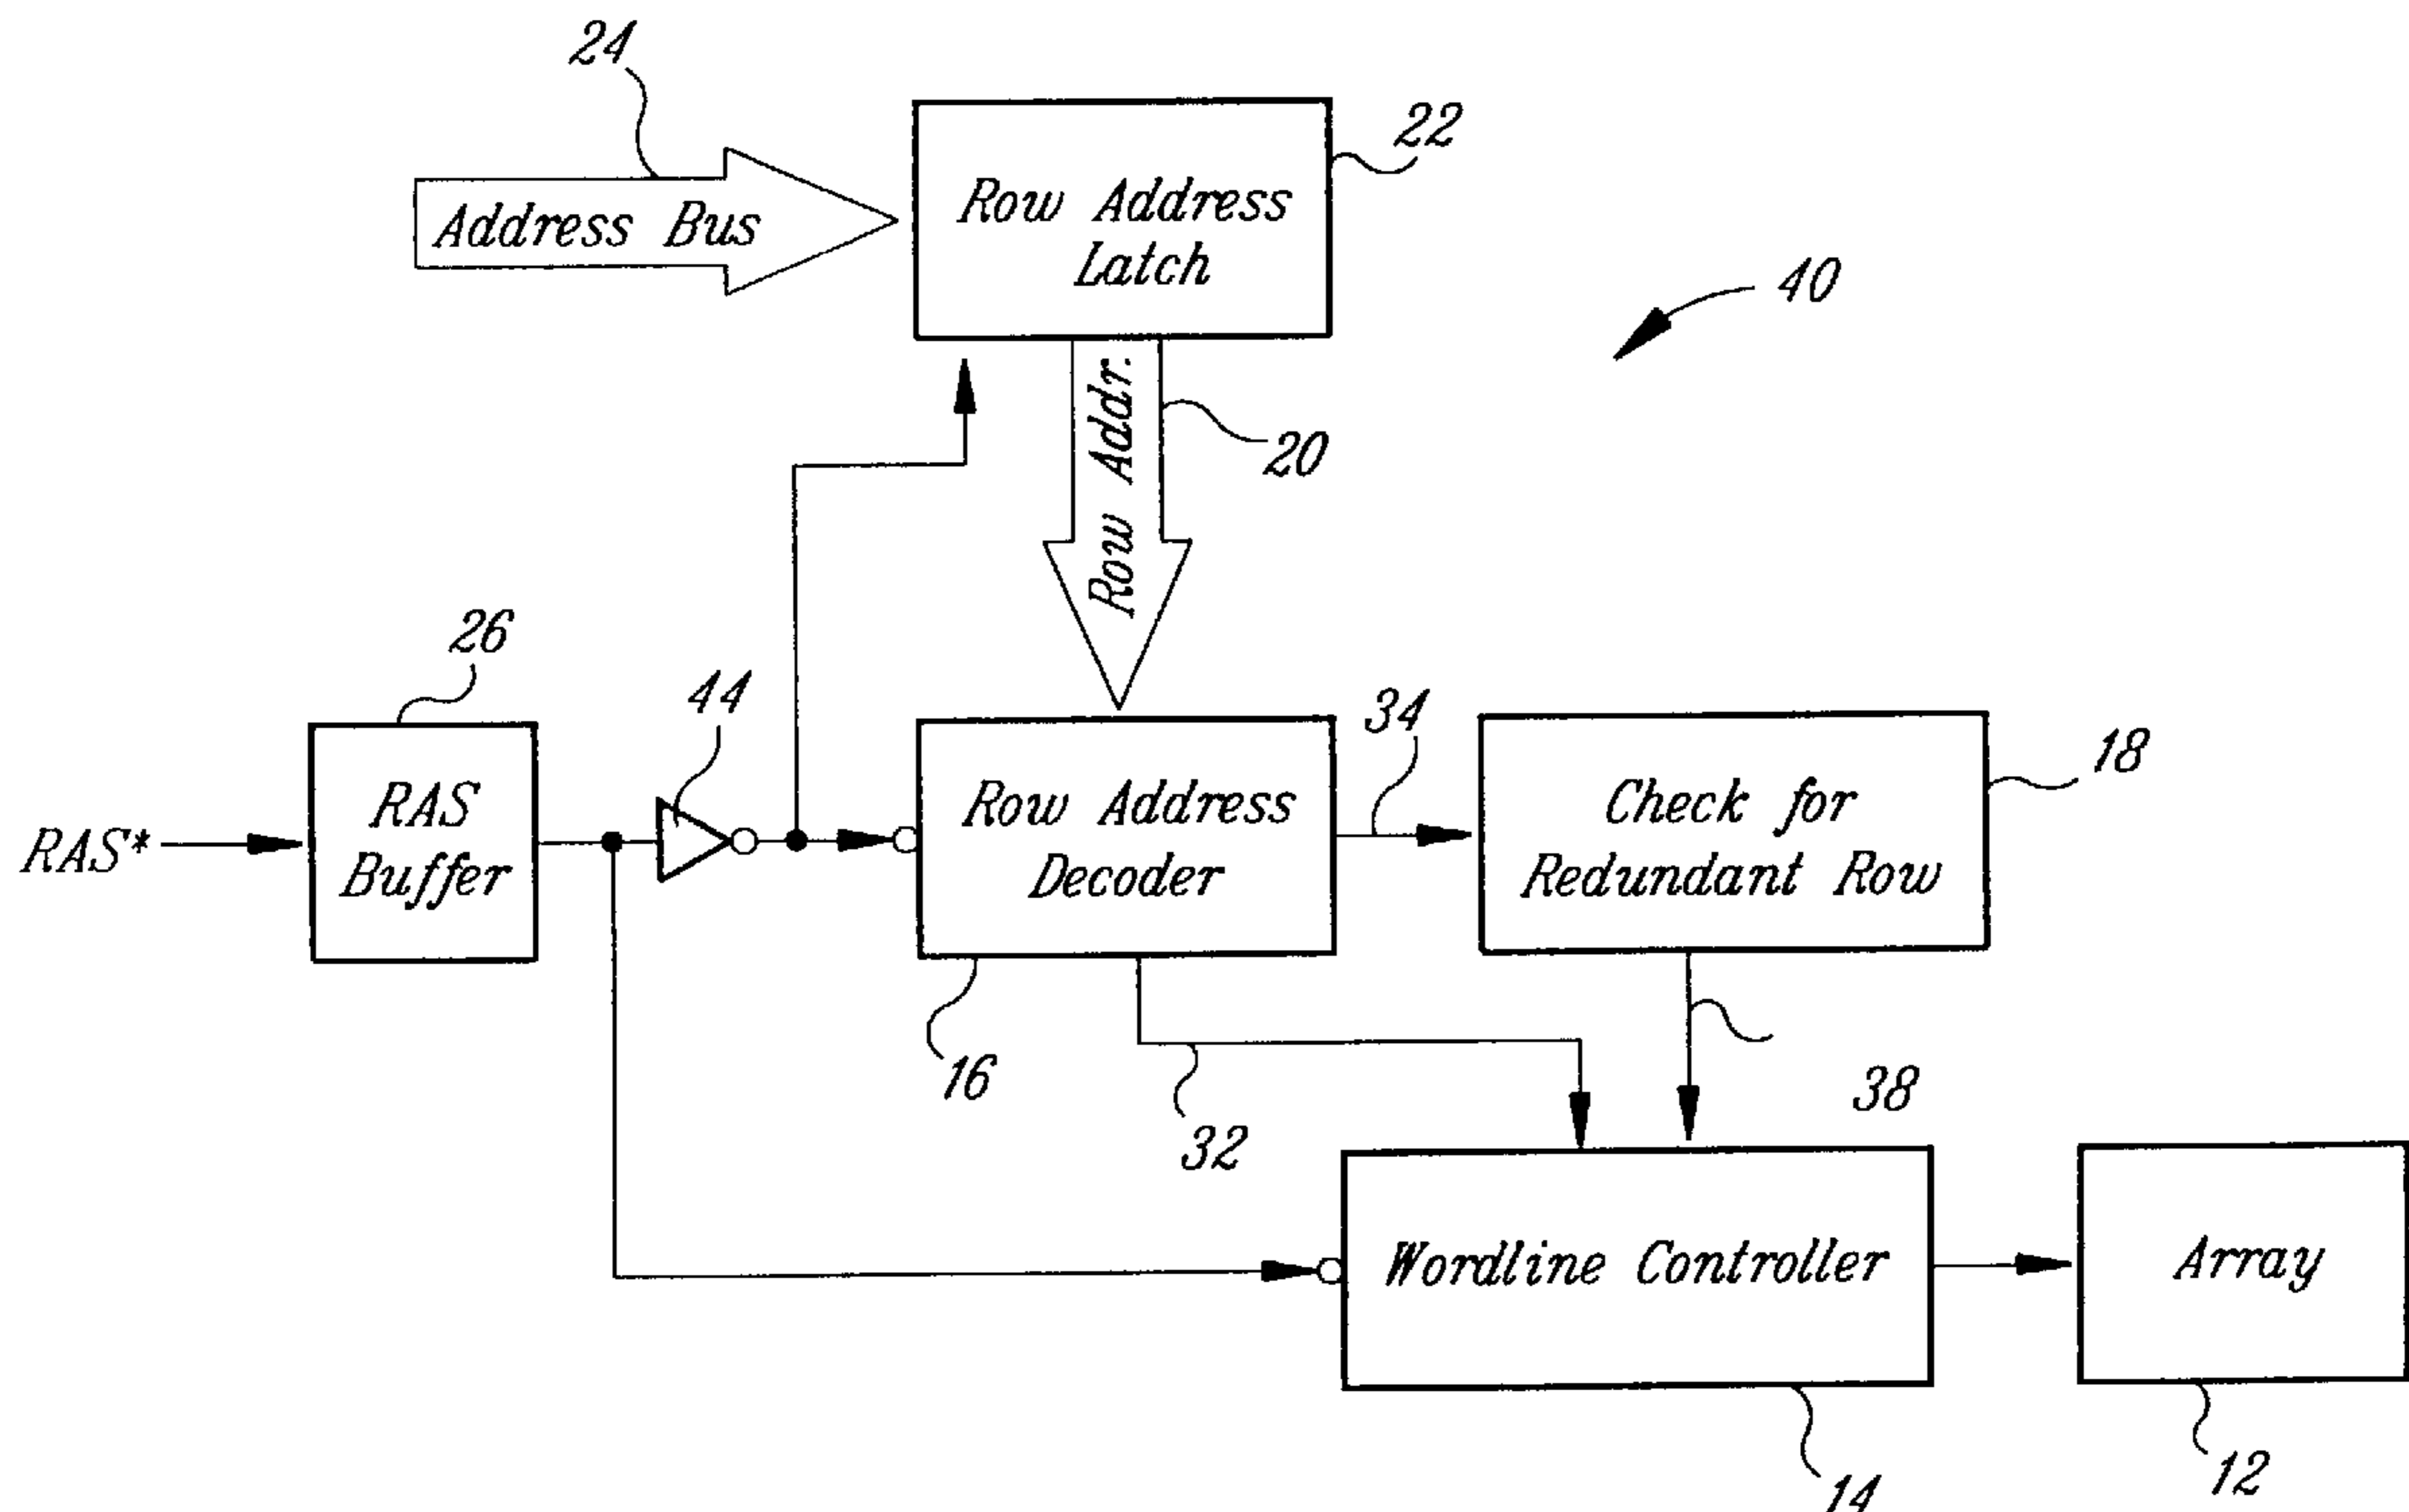 24
22
Address Bus
Row Address
Latch
40
Row Addr.
20
26
44
34
18
RAS*
RAS
Buffer
Row Address
Decoder
Check for
Redundant Row
16
32
38
Wordline Controller
Array
14
12